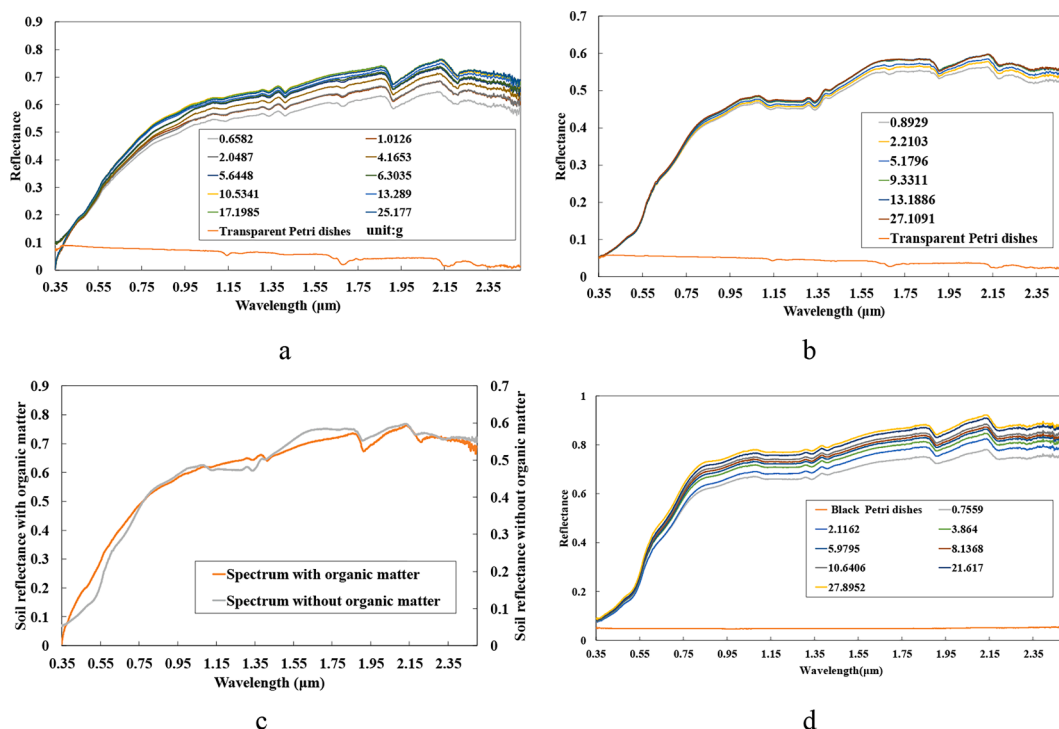 0.9
0.8
0.7
0.6
0.5
0.4
0.3
0.2
0.1
0
Reflectance
0.6582 1.0126
2.0487 4.1653
5.6448 6.3035
10.5341 13.289
17.1985 25.177
Transparent Petri dishes unit:g
0.35 0.55 0.75 0.95 1.15 1.35 1.55 1.75 1.95 2.15 2.35
Wavelength (µm)
a
0.7
0.6
0.5
0.4
0.3
0.2
0.1
0
Reflectance
0.8929
2.2103
5.1796
9.3311
13.1886
27.1091
Transparent Petri dishes
0.35 0.55 0.75 0.95 1.15 1.35 1.55 1.75 1.95 2.15 2.35
Wavelength (µm)
b
0.9
0.8
0.7
0.6
0.5
0.4
0.3
0.2
0.1
0
Soil reflectance with organic matter
Spectrum with organic matter
Spectrum without organic matter
0.7
0.6
0.5
0.4
0.3
0.2
0.1
0
Soil reflectance without organic matter
0.35 0.55 0.75 0.95 1.15 1.35 1.55 1.75 1.95 2.15 2.35
Wavelength (µm)
c
1
0.8
0.6
0.4
0.2
0
Reflectance
Black Petri dishes 0.7559
2.1162 3.864
5.9795 8.1368
10.6406 21.617
27.8952
0.35 0.55 0.75 0.95 1.15 1.35 1.55 1.75 1.95 2.15 2.35
Wavelength(µm)
d